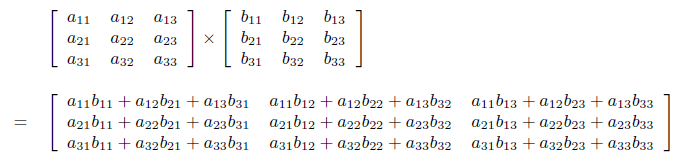 [ a₁₁ a₁₂ a₁₃ ] [ b₁₁ b₁₂ b₁₃ ]
[ a₂₁ a₂₂ a₂₃ ] × [ b₂₁ b₂₂ b₂₃ ]
[ a₃₁ a₃₂ a₃₃ ] [ b₃₁ b₃₂ b₃₃ ]
[ a₁₁b₁₁ + a₁₂b₂₁ + a₁₃b₃₁ a₁₁b₁₂ + a₁₂b₂₂ + a₁₃b₃₂ a₁₁b₁₃ + a₁₂b₂₃ + a₁₃b₃₃ ]
= [ a₂₁b₁₁ + a₂₂b₂₁ + a₂₃b₃₁ a₂₁b₁₂ + a₂₂b₂₂ + a₂₃b₃₂ a₂₁b₁₃ + a₂₂b₂₃ + a₂₃b₃₃ ]
[ a₃₁b₁₁ + a₃₂b₂₁ + a₃₃b₃₁ a₃₁b₁₂ + a₃₂b₂₂ + a₃₃b₃₂ a₃₁b₁₃ + a₃₂b₂₃ + a₃₃b₃₃ ]